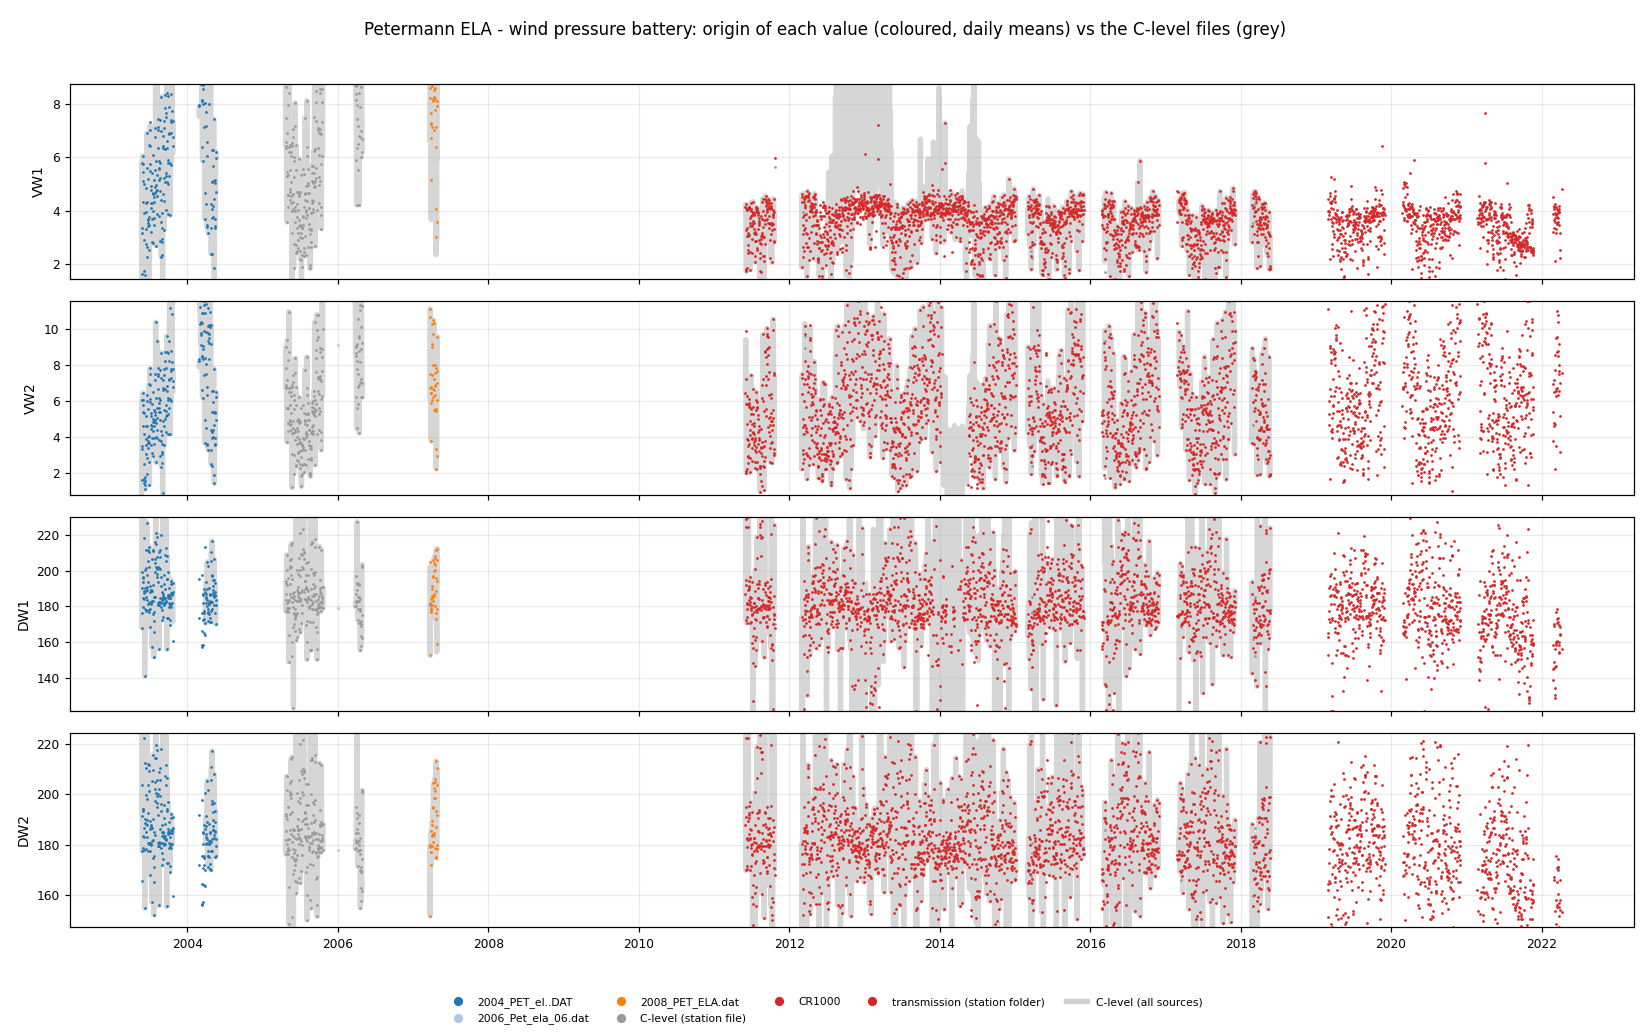 Petermann ELA - wind pressure battery: origin of each value (coloured, daily means) vs the C-level files (grey)
VW1
8
6
4
2
VW2
10
8
6
4
2
DW1
220
200
180
160
140
DW2
220
200
180
160
2004 2006 2008 2010 2012 2014 2016 2018 2020 2022
2004_PET_el..DAT 2008_PET_ELA.dat CR1000 transmission (station folder) C-level (all sources)
2006_Pet_ela_06.dat C-level (station file)